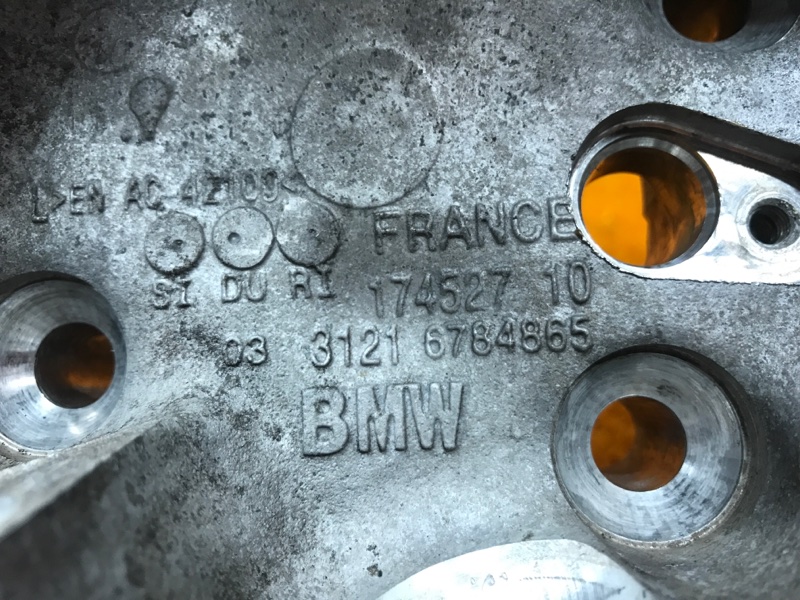 >EN AC-42100<
FRANCE
SI DU RI
174527 10
03 3121 6784865
BMW